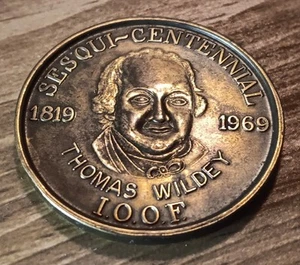 SESQUI~CENTENNIAL
1819 1969
THOMAS WILDEY
I.O.O.F.